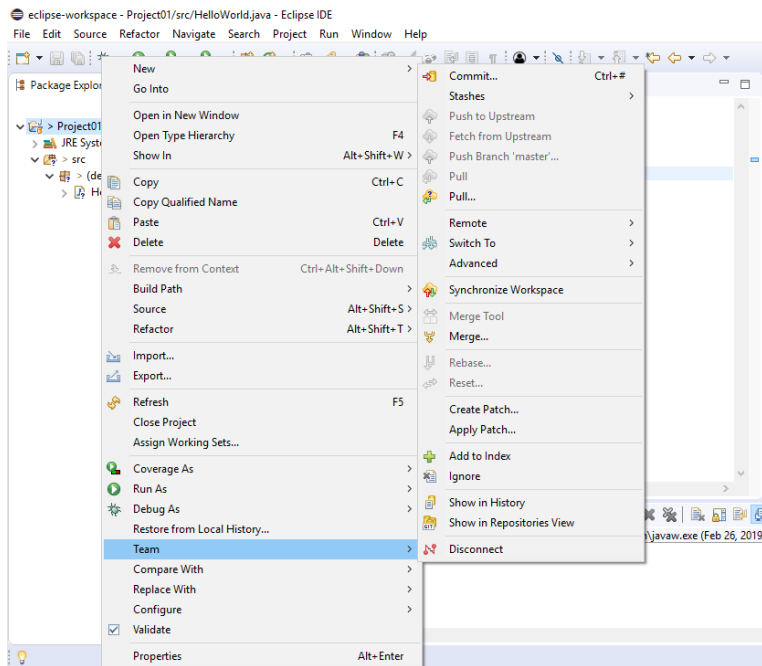 eclipse-workspace - Project01/src/HelloWorld.java - Eclipse IDE
File Edit Source Refactor Navigate Search Project Run Window Help
Package Explor
> Project01
JRE Syste
> src
> (de
He
New
Go Into
Open in New Window
Open Type Hierarchy F4
Show In Alt+Shift+W >
Copy Ctrl+C
Copy Qualified Name
Paste Ctrl+V
Delete Delete
Remove from Context Ctrl+Alt+Shift+Down
Build Path
Source Alt+Shift+S >
Refactor Alt+Shift+T >
Import...
Export...
Refresh F5
Close Project
Assign Working Sets...
Coverage As
Run As
Debug As
Restore from Local History...
Team
Compare With
Replace With
Configure
Validate
Properties Alt+Enter
Commit... Ctrl+#
Stashes
Push to Upstream
Fetch from Upstream
Push Branch 'master'...
Pull
Pull...
Remote
Switch To
Advanced
Synchronize Workspace
Merge Tool
Merge...
Rebase...
Reset...
Create Patch...
Apply Patch...
Add to Index
Ignore
Show in History
GIT
Show in Repositories View
Disconnect
\javaw.exe (Feb 26, 2019